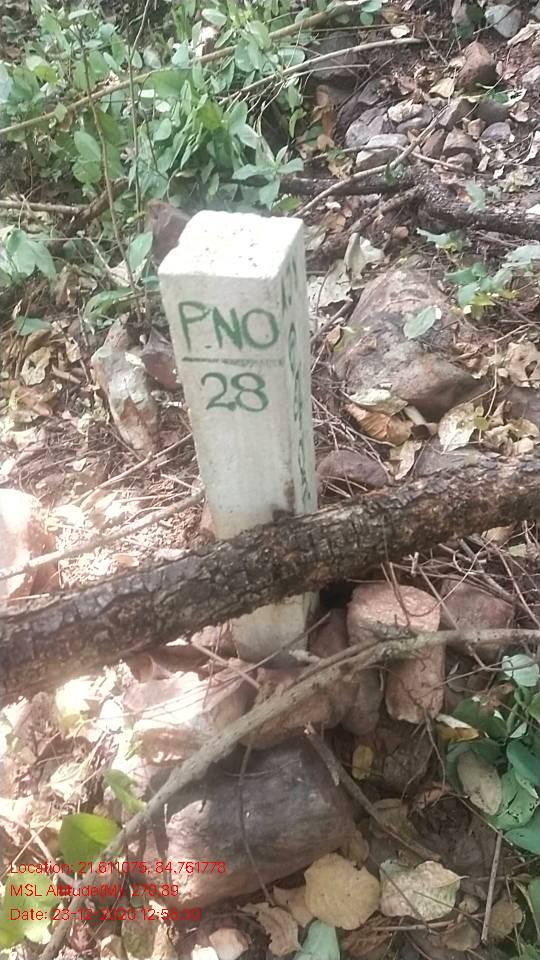 P.NO
28
Location: 21.611075, 84.761778
MSL Altitude(M): 270.89
Date: 23-12-2020 12:58:30